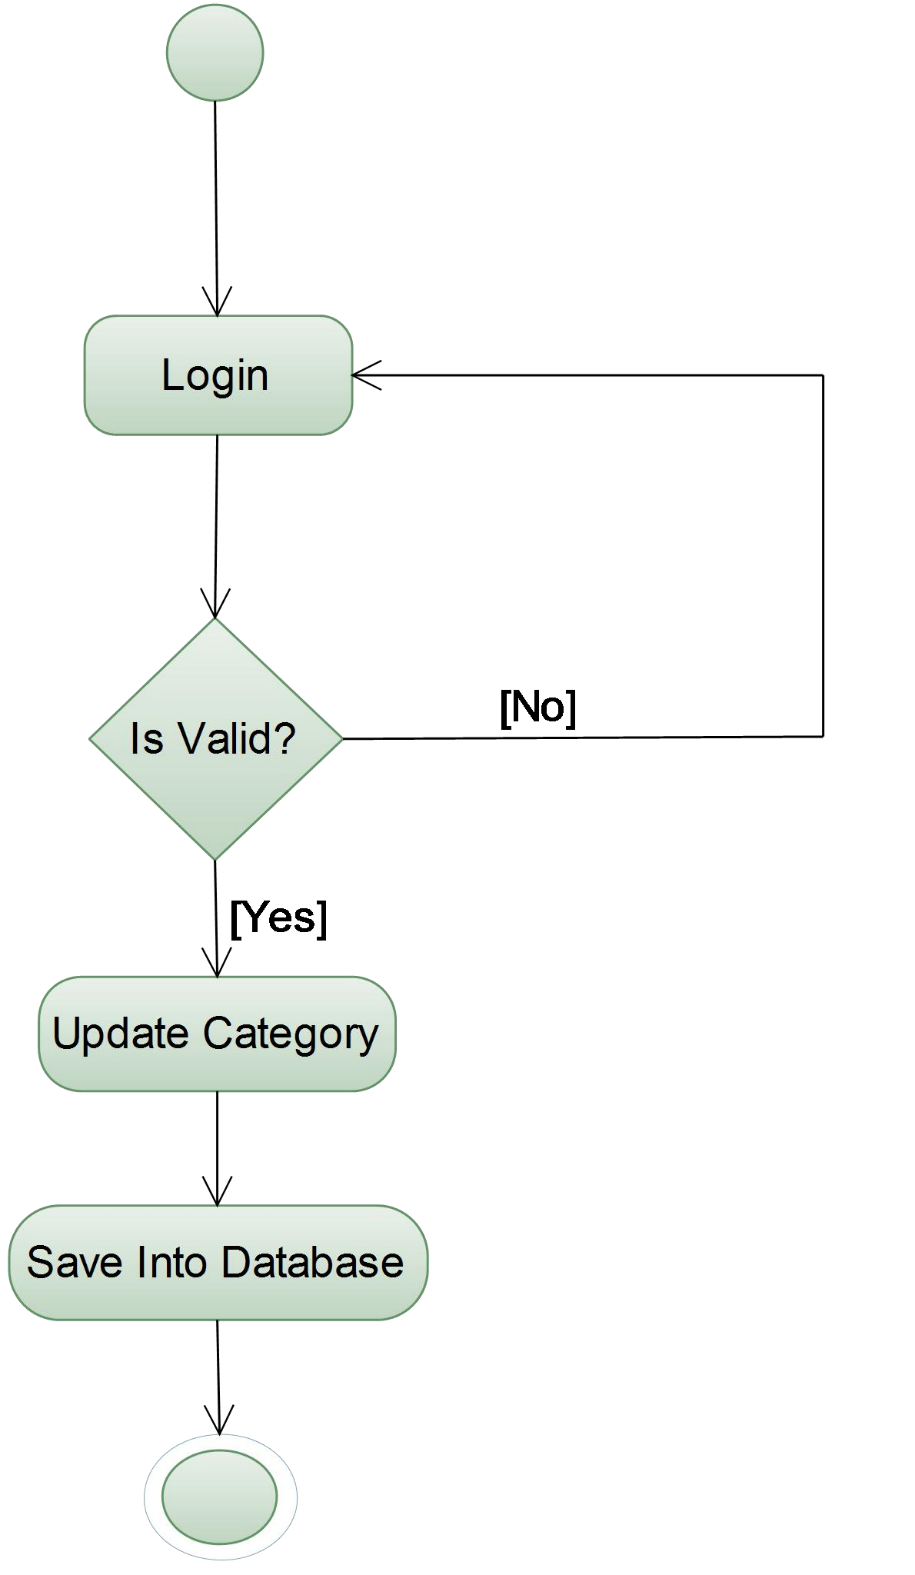 Login
Is Valid?
[No]
[Yes]
Update Category
Save Into Database